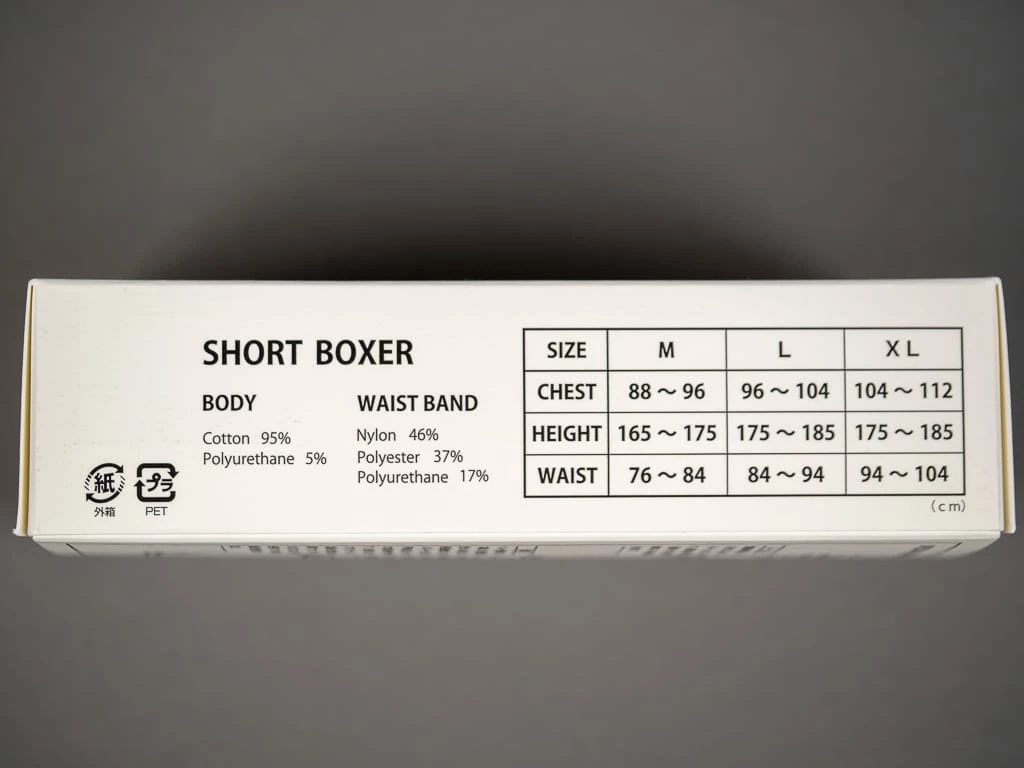 SHORT BOXER
BODY
Cotton 95%
Polyurethane 5%
WAIST BAND
Nylon 46%
Polyester 37%
Polyurethane 17%
SIZE M L XL
CHEST 88～96 96～104 104～112
HEIGHT 165～175 175～185 175～185
WAIST 76～84 84～94 94～104
(cm)
紙 プラ
外箱 PET